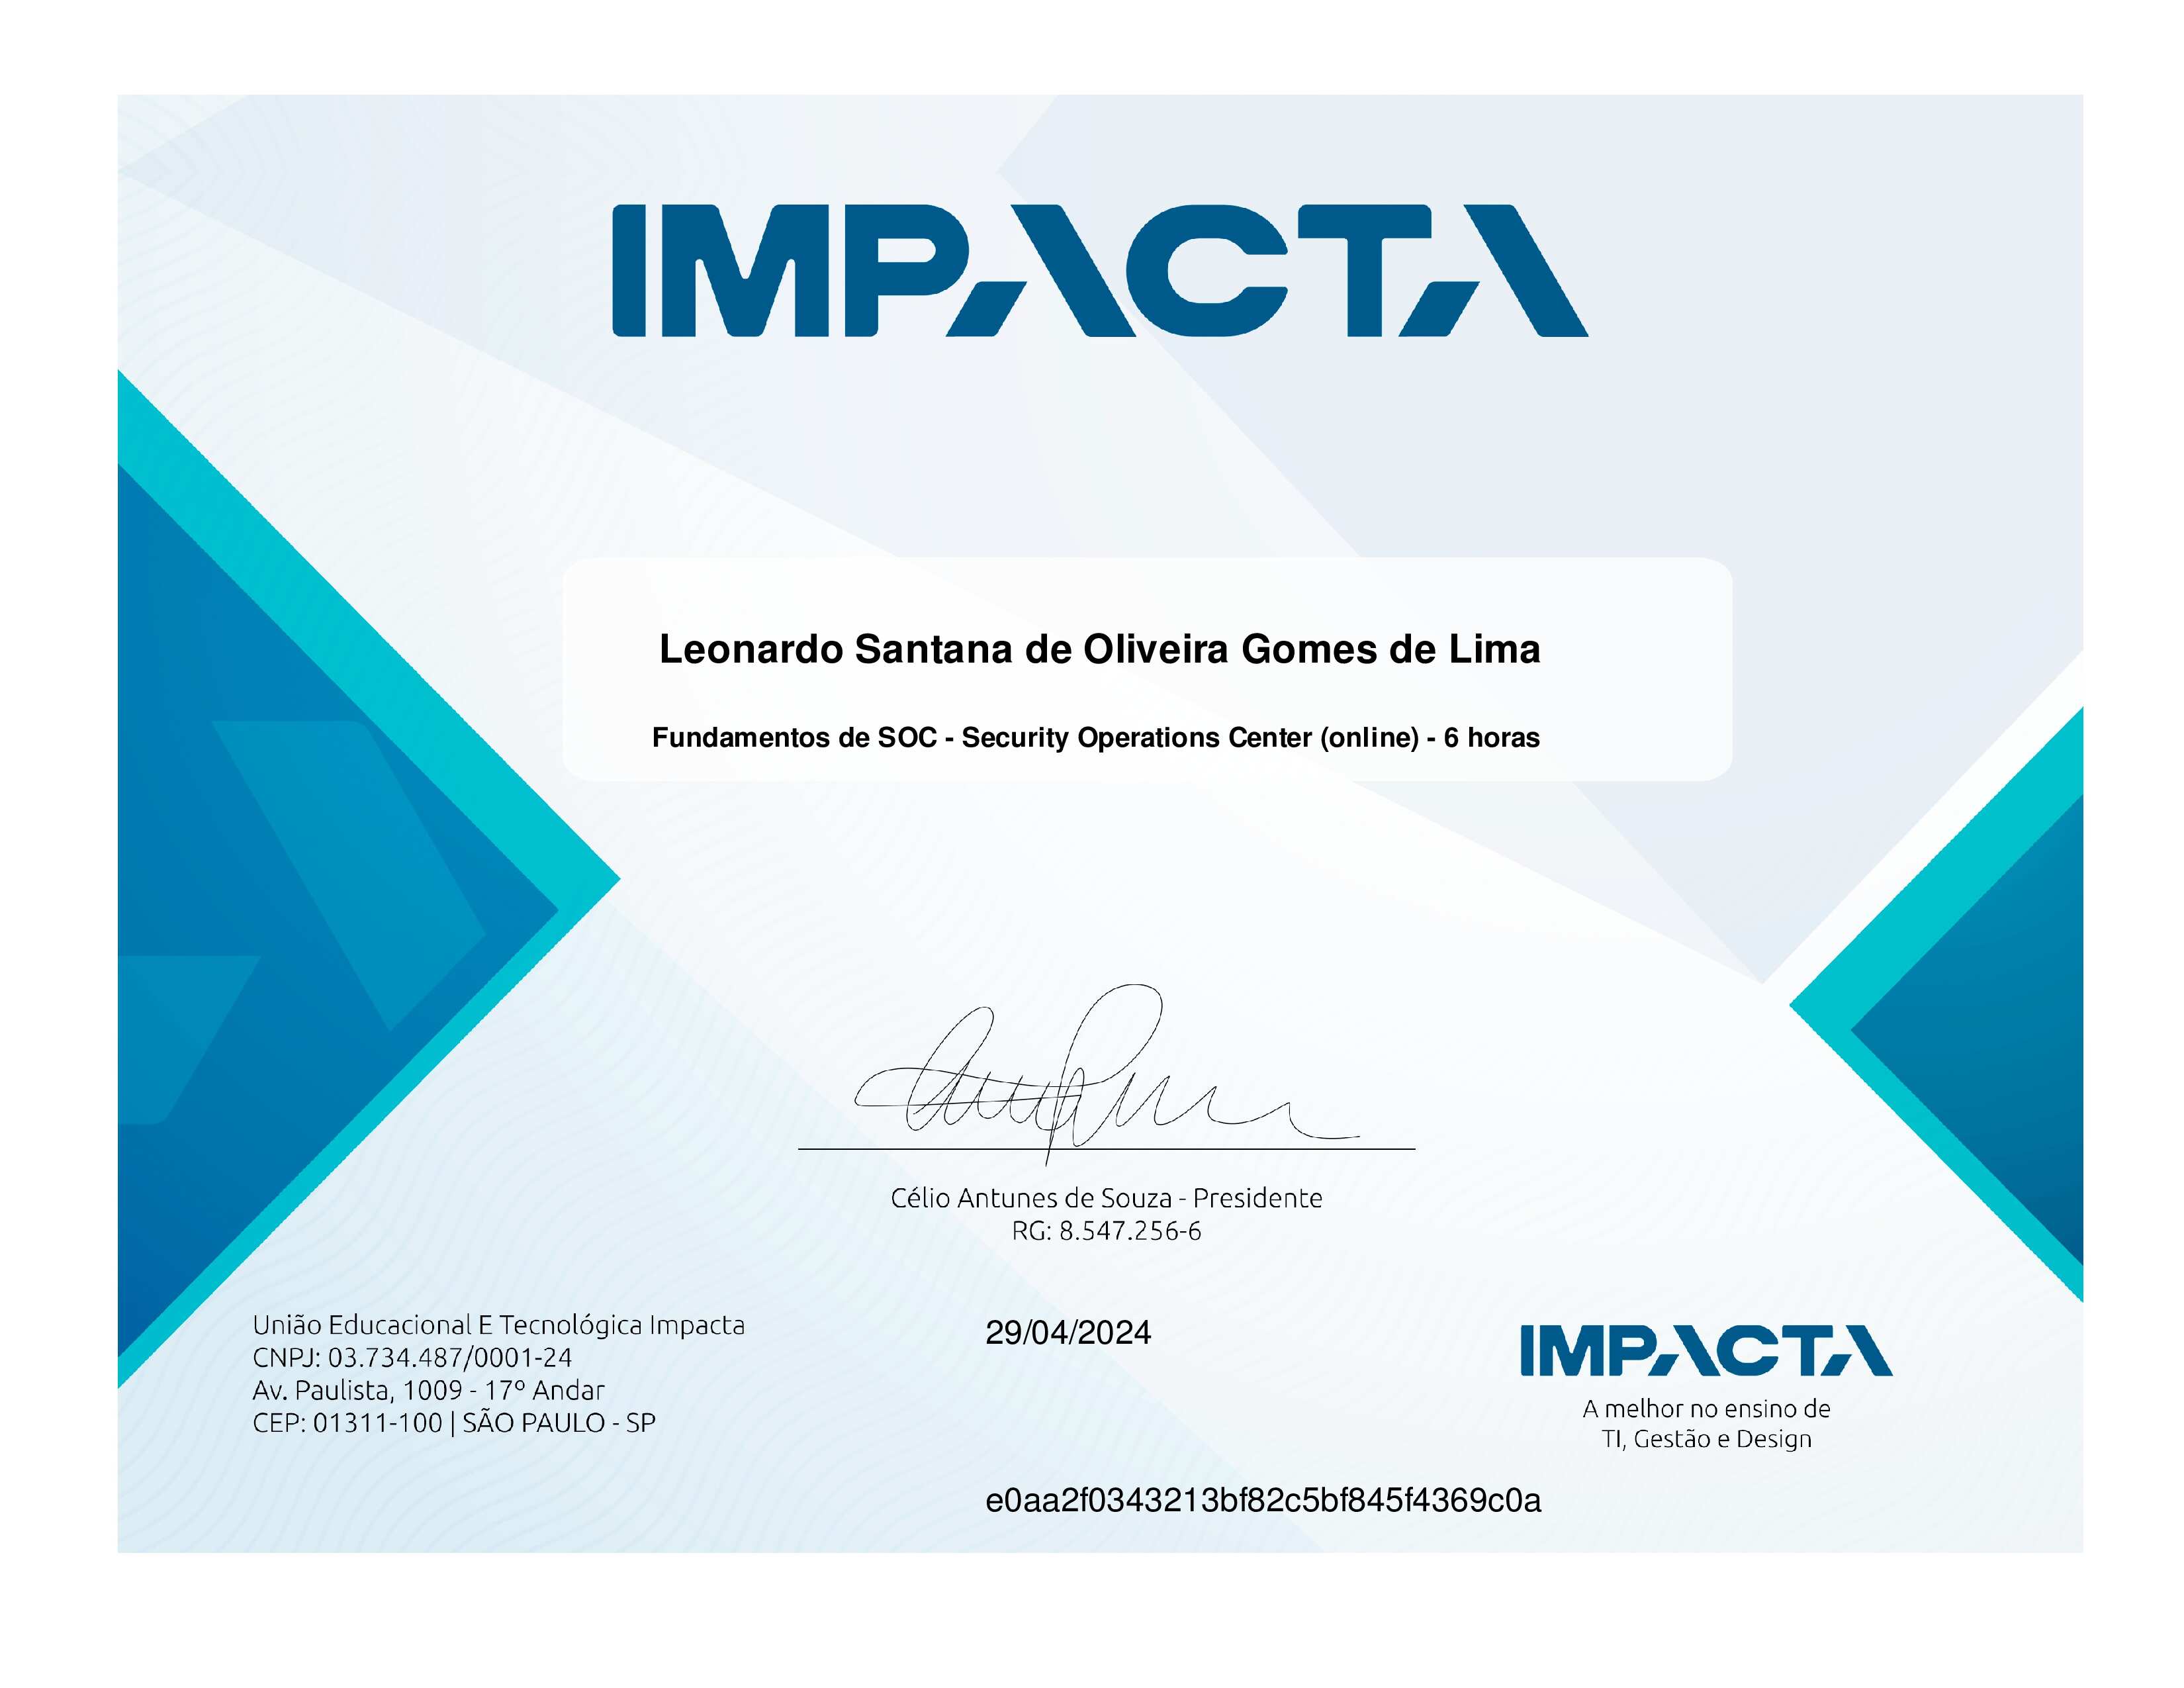 IMPACTA
Leonardo Santana de Oliveira Gomes de Lima
Fundamentos de SOC - Security Operations Center (online) - 6 horas
Célio Antunes de Souza - Presidente
RG: 8.547.256-6
União Educacional E Tecnológica Impacta
CNPJ: 03.734.487/0001-24
Av. Paulista, 1009 - 17º Andar
CEP: 01311-100 | SÃO PAULO - SP
29/04/2024
IMPACTA
A melhor no ensino de
TI, Gestão e Design
e0aa2f0343213bf82c5bf845f4369c0a